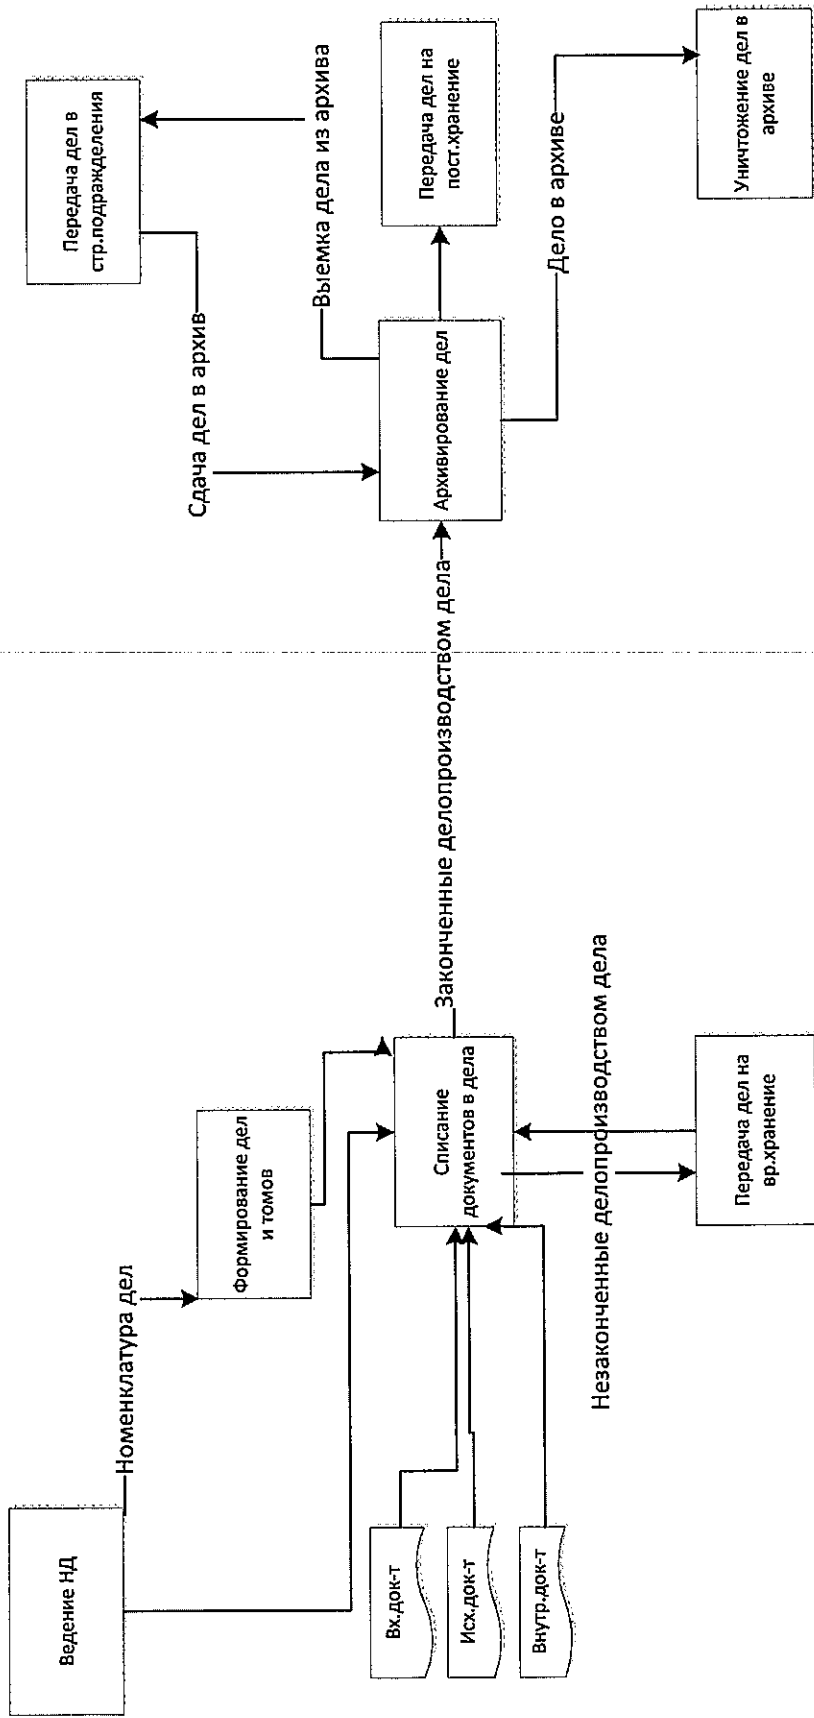 Ведение НД
Номенклатура дел
Формирование дел
и томов
Вх.док-т
Исх.док-т
Внутр.док-т
Списание
документов в дела
Незаконченные делопроизводством дела
Передача дел на
вр.хранение
Законченные делопроизводством дела
Архивирование дел
Сдача дел в архив
Передача дел в
стр.подражделения
Выемка дела из архива
Передача дел на
пост.хранение
Дело в архиве
Уничтожение дел в
архиве